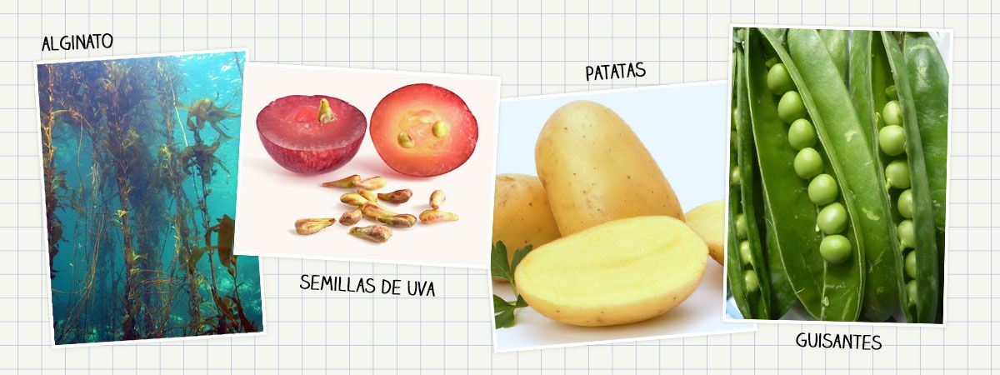 ALGINATO
SEMILLAS DE UVA
PATATAS
GUISANTES